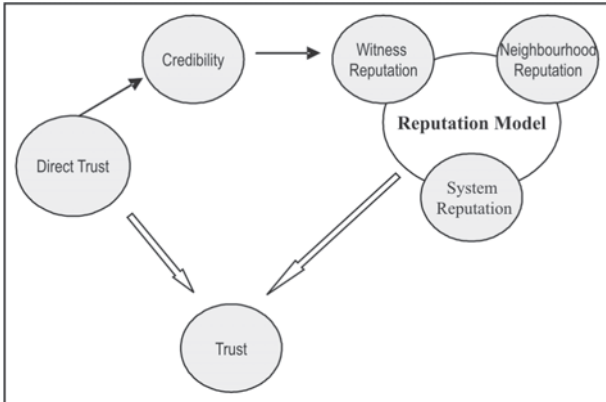 Credibility
Witness
Reputation
Neighbourhood
Reputation
Reputation Model
Direct Trust
System
Reputation
Trust